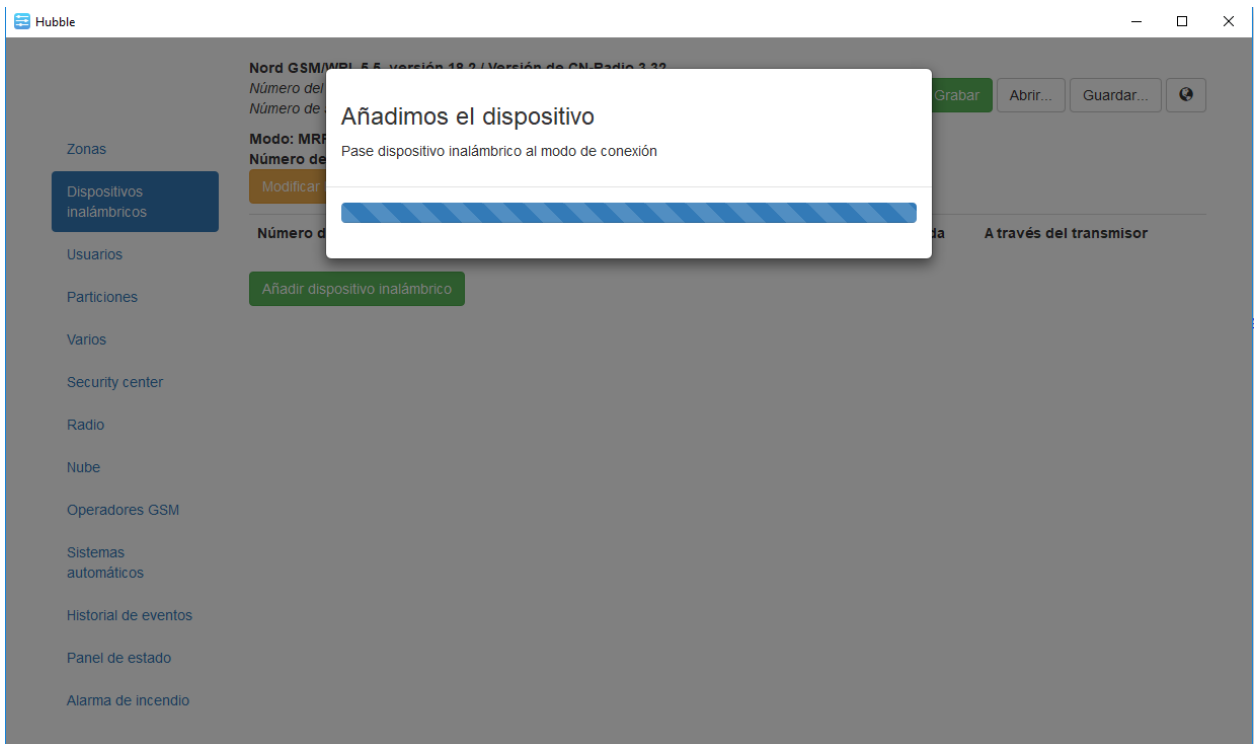 Hubble
Nord GSM/WRL 5.5, versión 18.2 / Versión de CN-Radio 3.32
Número del
Número de
Grabar
Abrir...
Guardar...
Añadimos el dispositivo
Pase dispositivo inalámbrico al modo de conexión
Modo: MRR
Número de
Modificar
Número d
da
A través del transmisor
Añadir dispositivo inalámbrico
Zonas
Dispositivos
inalámbricos
Usuarios
Particiones
Varios
Security center
Radio
Nube
Operadores GSM
Sistemas
automáticos
Historial de eventos
Panel de estado
Alarma de incendio